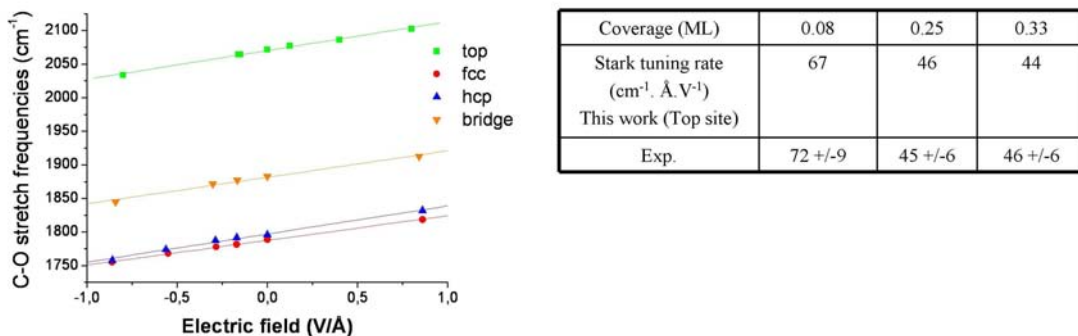 C-O stretch frequencies (cm⁻¹)
2100
2050
2000
1950
1900
1850
1800
1750
-1,0
-0,5
0,0
0,5
1,0
Electric field (V/Å)
top
fcc
hcp
bridge
Coverage (ML) 0.08 0.25 0.33
Stark tuning rate 67 46 44
(cm⁻¹. Å.V⁻¹)
This work (Top site)
Exp. 72 +/-9 45 +/-6 46 +/-6